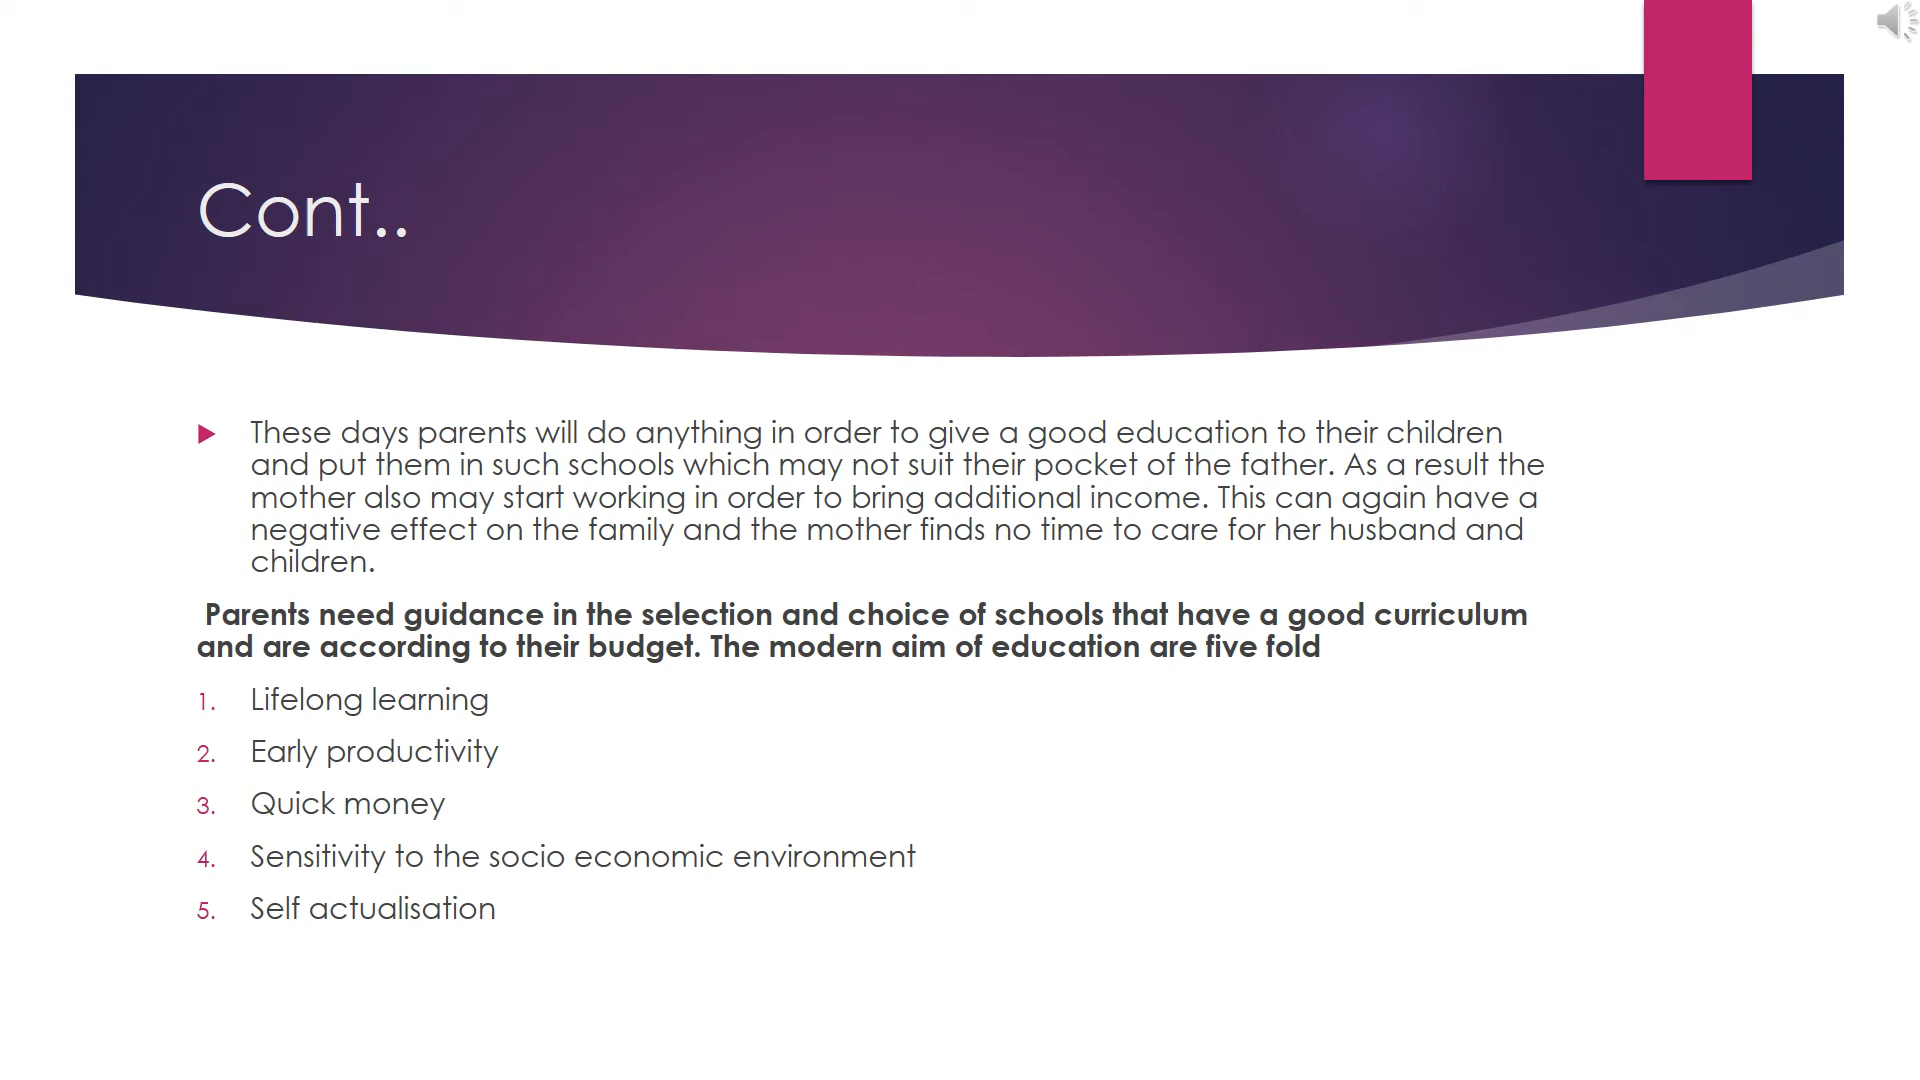 Cont..
These days parents will do anything in order to give a good education to their children
and put them in such schools which may not suit their pocket of the father. As a result the
mother also may start working in order to bring additional income. This can again have a
negative effect on the family and the mother finds no time to care for her husband and
children.
Parents need guidance in the selection and choice of schools that have a good curriculum
and are according to their budget. The modern aim of education are five fold
1. Lifelong learning
2. Early productivity
3. Quick money
4. Sensitivity to the socio economic environment
5. Self actualisation